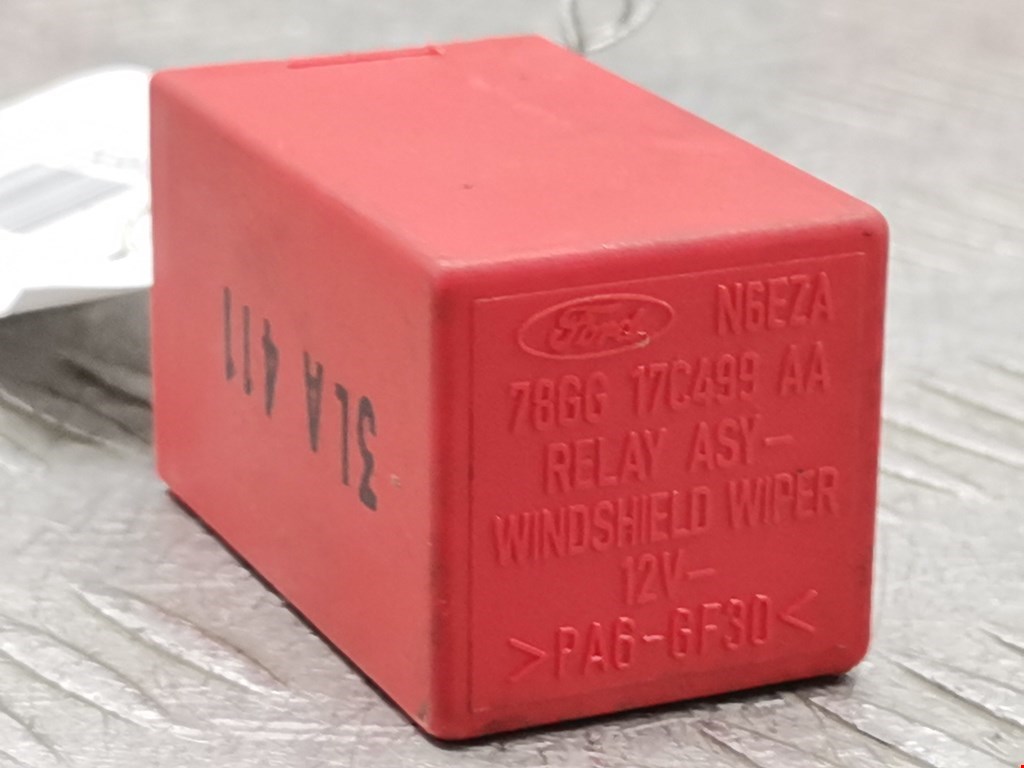 Ford N6EZA
78GG 17C499 AA
RELAY ASY-
WINDSHIELD WIPER
12V-
>PA6-GF30<
3LA 411